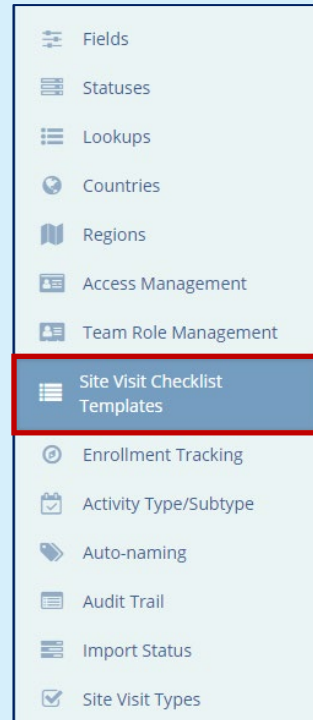 Fields
Statuses
Lookups
Countries
Regions
Access Management
Team Role Management
Site Visit Checklist
Templates
Enrollment Tracking
Activity Type/Subtype
Auto-naming
Audit Trail
Import Status
Site Visit Types